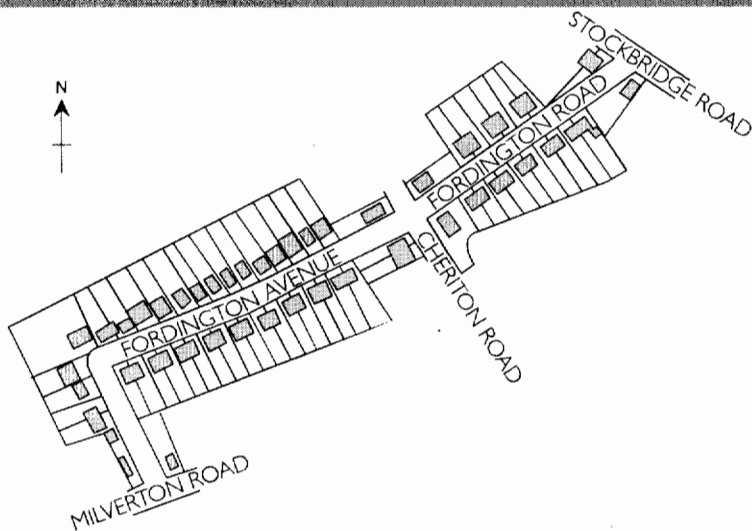 STOCKBRIDGE ROAD
N
FORDINGTON ROAD
FORDINGTON AVENUE
CHERITON ROAD
MILVERTON ROAD